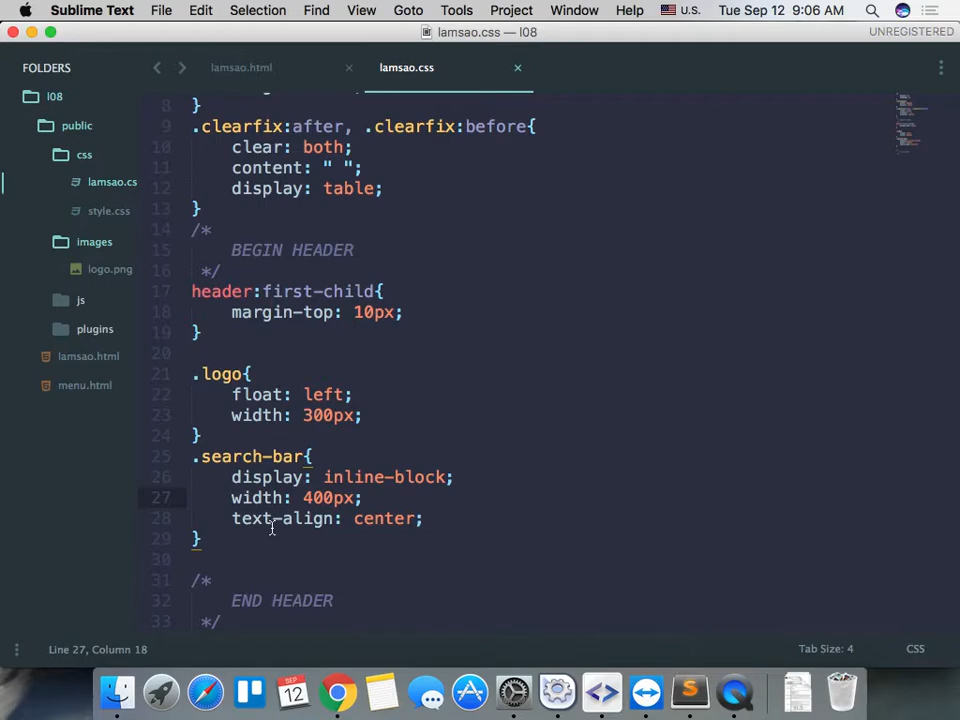 Sublime Text File Edit Selection Find View Goto Tools Project Window Help U.S. Tue Sep 12 9:06 AM
lamsao.css — l08 UNREGISTERED
FOLDERS
lamsao.html × lamsao.css ×
l08
public
css
lamsao.cs
style.css
images
logo.png
js
plugins
lamsao.html
menu.html
8 }
9 .clearfix:after, .clearfix:before{
10 clear: both;
11 content: " ";
12 display: table;
13 }
14 /*
15 BEGIN HEADER
16 */
17 header:first-child{
18 margin-top: 10px;
19 }
20
21 .logo{
22 float: left;
23 width: 300px;
24 }
25 .search-bar{
26 display: inline-block;
27 width: 400px;
28 text-align: center;
29 }
30
31 /*
32 END HEADER
33 */
Line 27, Column 18 Tab Size: 4 CSS
SEP
12